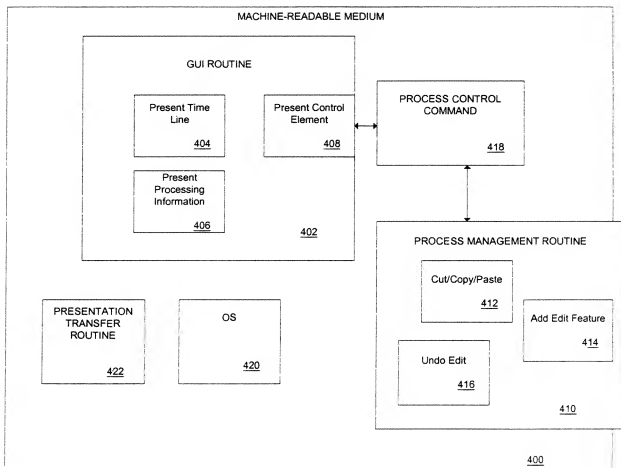 MACHINE-READABLE MEDIUM
GUI ROUTINE
Present Time
Line
404
Present Control
Element
408
Present
Processing
Information
406
402
PROCESS CONTROL
COMMAND
418
PROCESS MANAGEMENT ROUTINE
Cut/Copy/Paste
412
Add Edit Feature
414
Undo Edit
416
410
PRESENTATION
TRANSFER
ROUTINE
422
OS
420
400